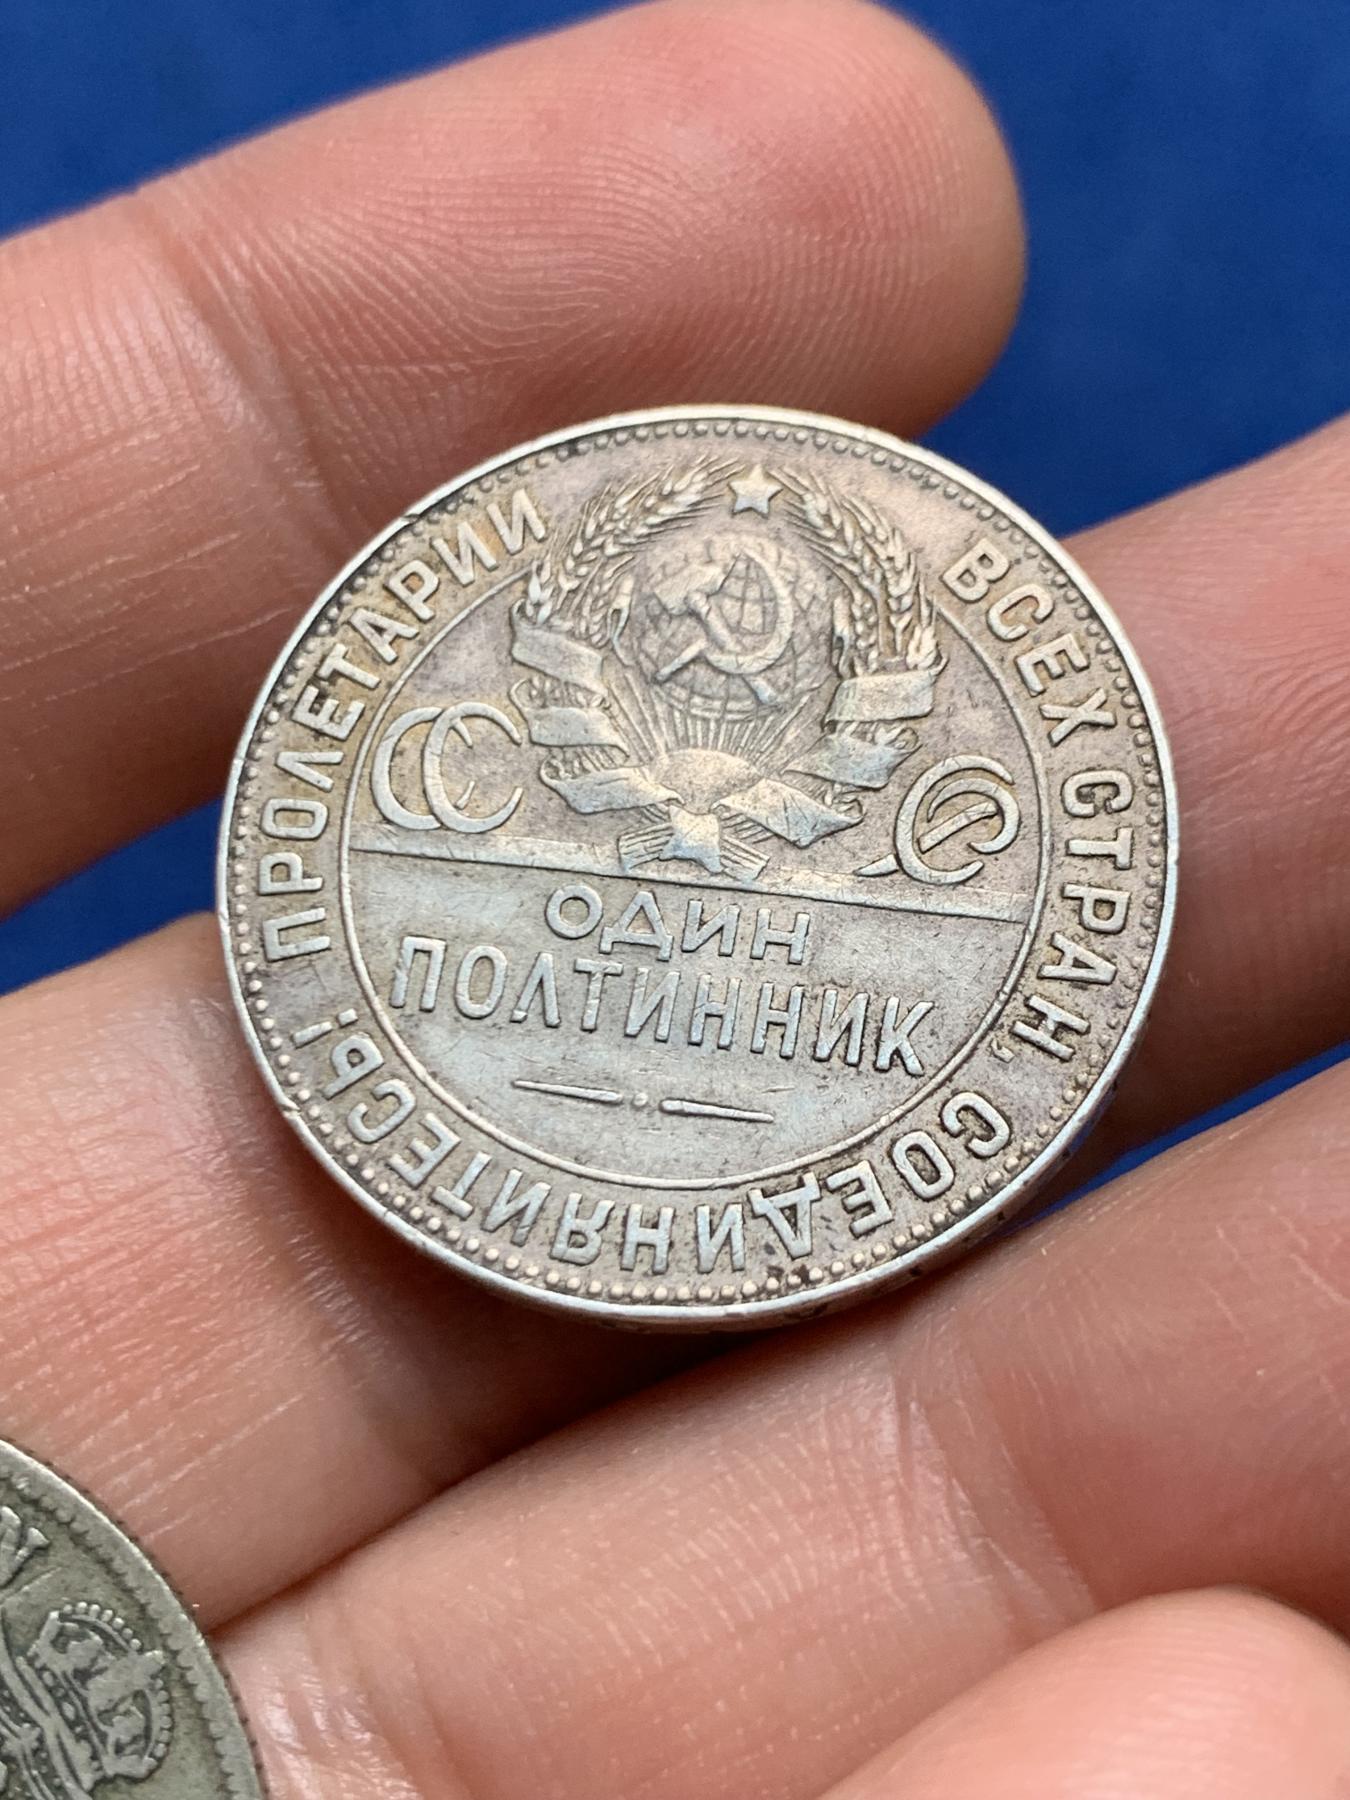 ПРОЛЕТАРИИ ВСЕХ СТРАН, СОЕДИНЯЙТЕСЬ!
СС СР
ОДИН
ПОЛТИННИК